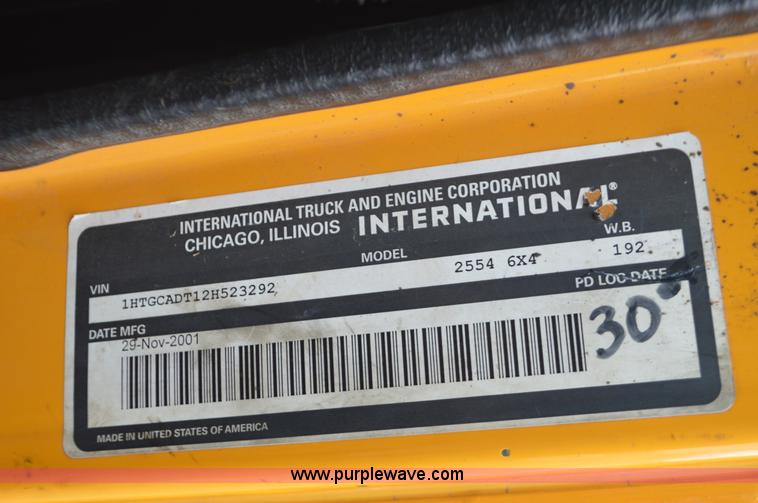 INTERNATIONAL TRUCK AND ENGINE CORPORATION
CHICAGO, ILLINOIS INTERNATIONAL®
VIN MODEL W.B.
1HTGCADT12H523292 2554 6X4 192
DATE MFG PD LOC DATE
29-Nov-2001
30
MADE IN UNITED STATES OF AMERICA
www.purplewave.com